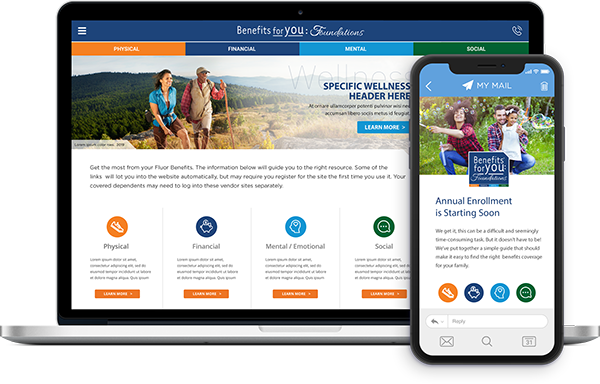 Benefits for you: Foundations
PHYSICAL
FINANCIAL
MENTAL
SOCIAL
Wellness
SPECIFIC WELLNESS
HEADER HERE
At ornare ullamcorper potenti pulvinar wisi ne
accumsan libero sociis metus id feugiat.
LEARN MORE >
Get the most from your Fluor Benefits. The information below will guide you to the right resource. Some of the
links will lot you into the website automatically, but may require you register for the site the first time you use it. Your
covered dependents may need to log into these vendor sites separately.
Physical
Lorem ipsum dolor sit amet,
consectetur adipiscing elit, sed do
eiusmod tempor incididunt ut labore
et dolore magna aliqua. Quis ipsum
LEARN MORE >
Financial
Lorem ipsum dolor sit amet,
consectetur adipiscing elit, sed do
eiusmod tempor incididunt ut labore
et dolore magna aliqua. Quis ipsum
LEARN MORE >
Mental / Emotional
Lorem ipsum dolor sit amet,
consectetur adipiscing elit, sed do
eiusmod tempor incididunt ut labore
et dolore magna aliqua. Quis ipsum
LEARN MORE >
Social
Lorem ipsum dolor sit amet,
consectetur adipiscing elit, sed
eiusmod tempor incididunt ut
et dolore magna aliqua. Quis
LEARN MORE
MY MAIL
Benefits
for you:
Foundations
Annual Enrollment
is Starting Soon
We get it, this can be a difficult and seemingly
time-consuming task. But it doesn't have to be!
We've put together a simple guide that should
make it easy to find the right benefits coverage
for your family.
Reply
31